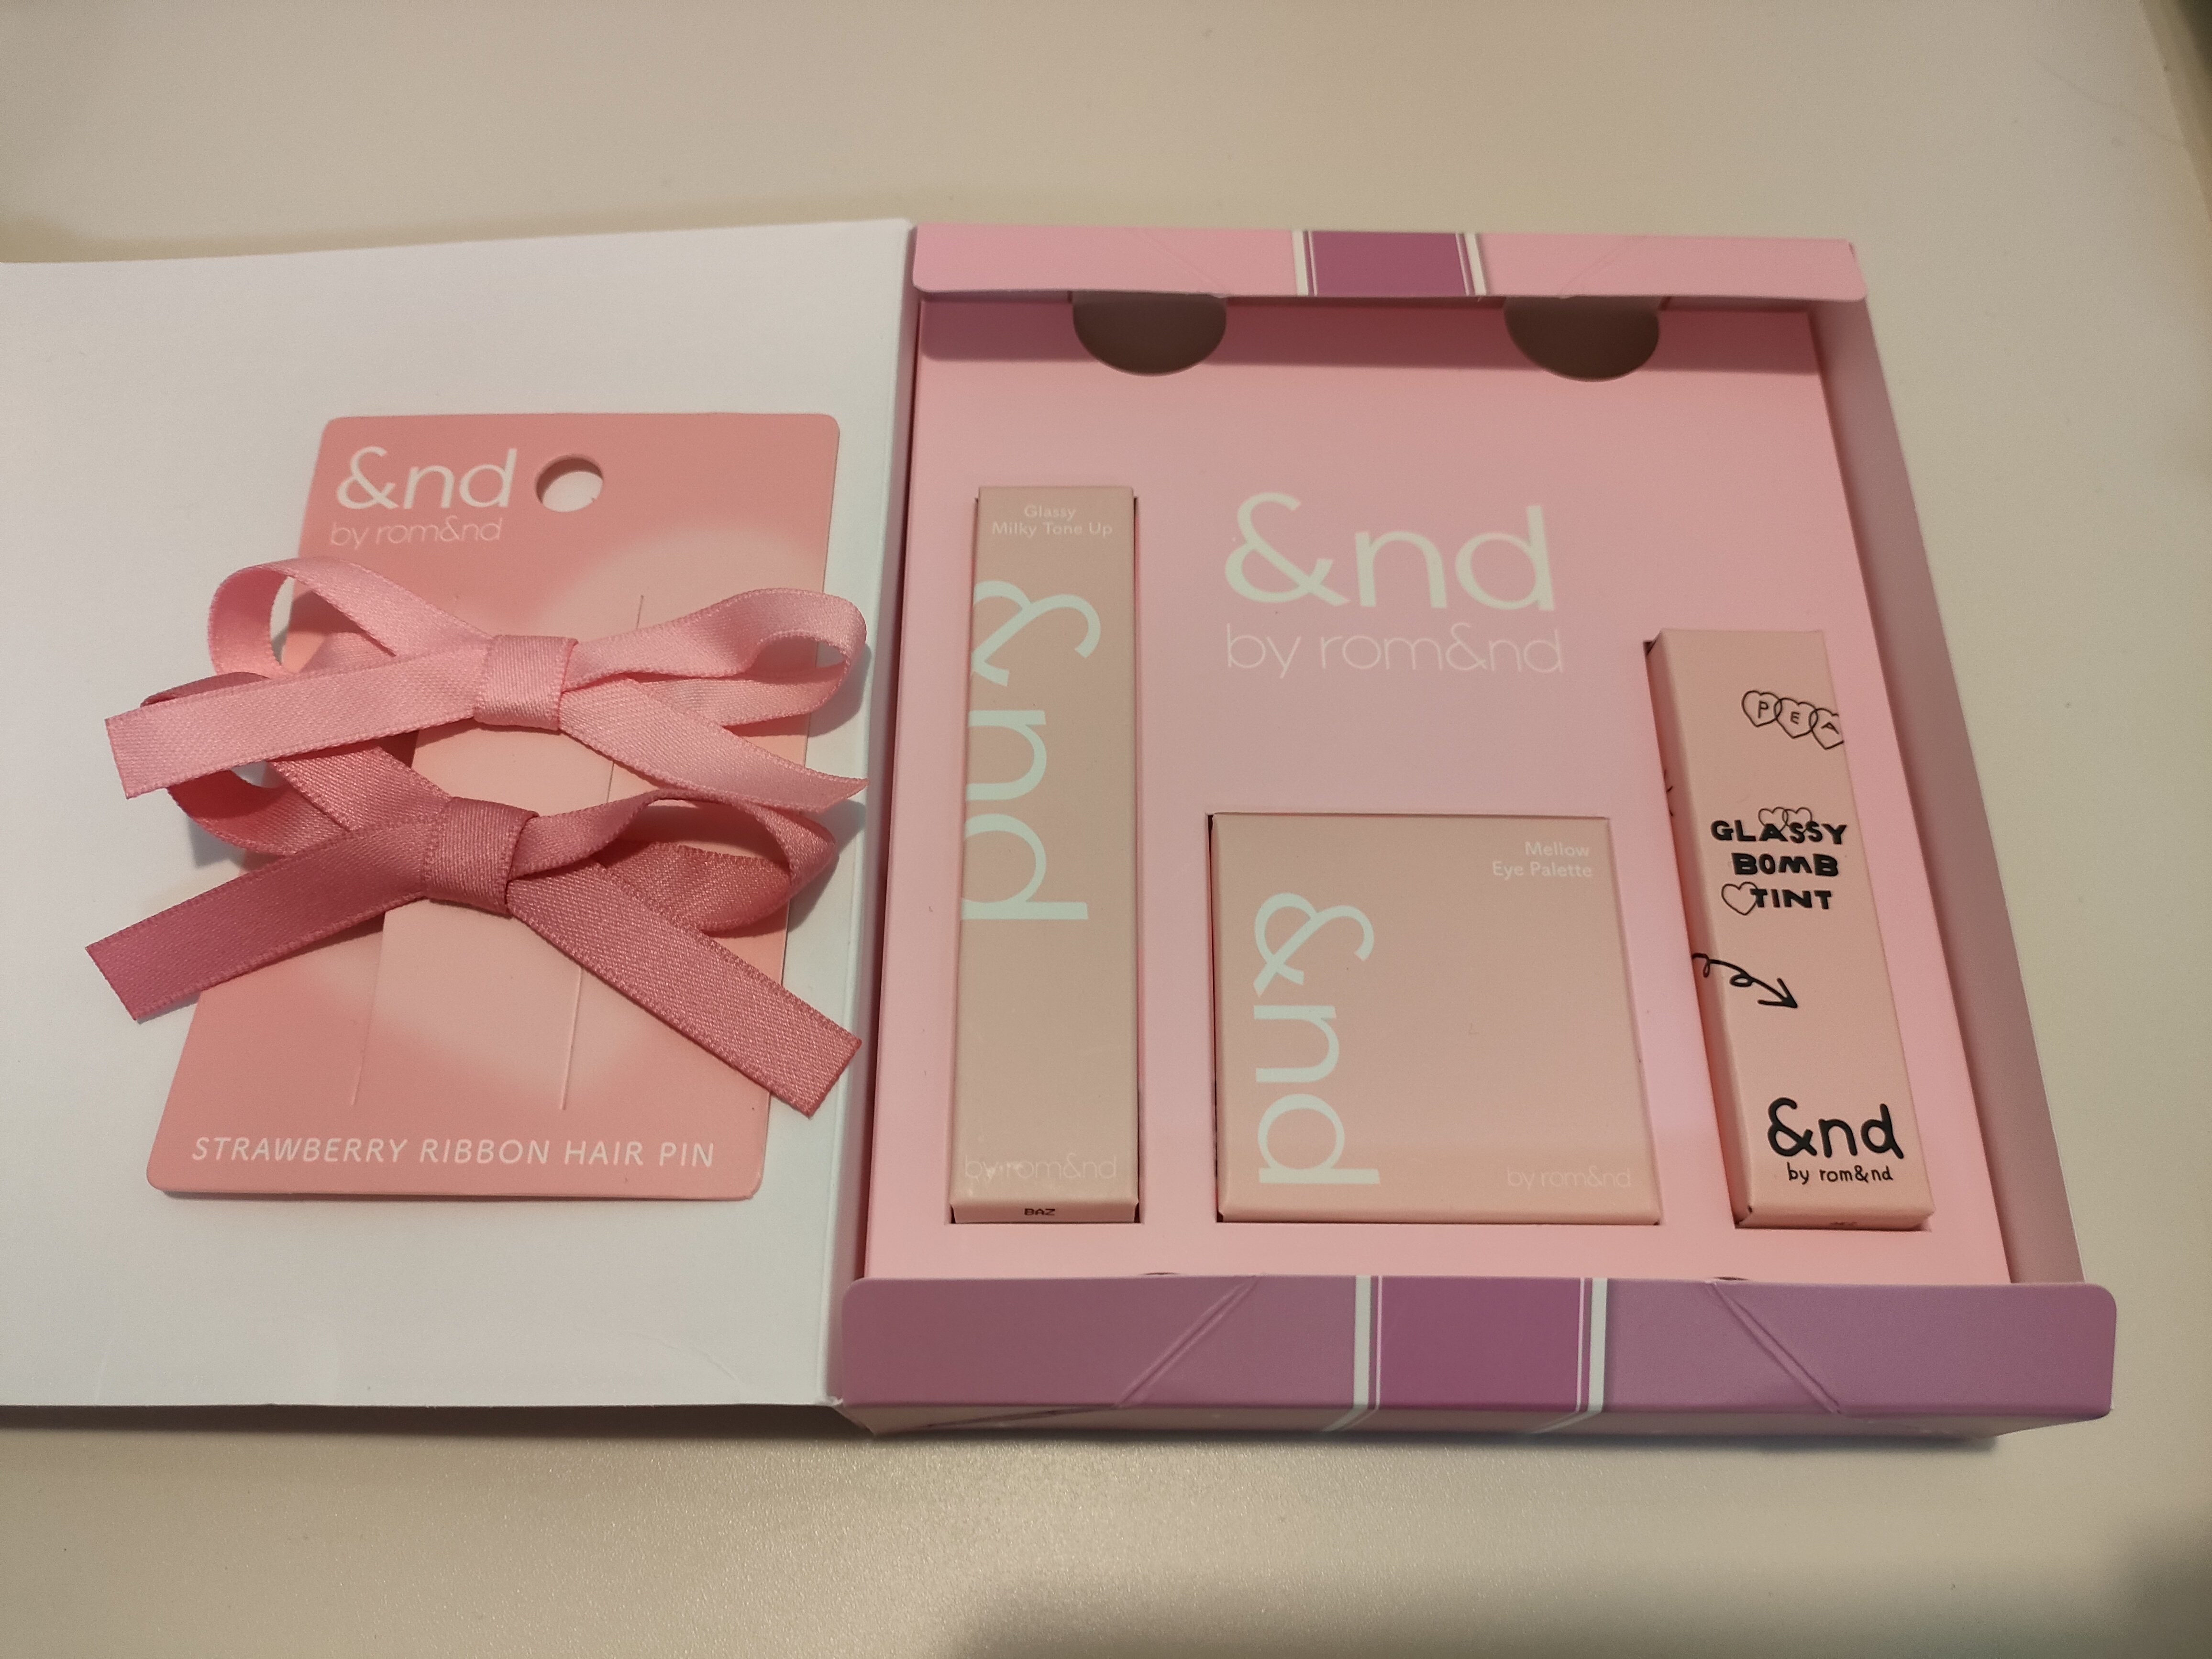 &nd
by rom&nd
STRAWBERRY RIBBON HAIR PIN
Glassy
Milky Tone Up
&nd
by rom&nd
BAZ
&nd
by rom&nd
Mellow
Eye Palette
&nd
by rom&nd
PEA
GLASSY
BOMB
TINT
&nd
by rom&nd